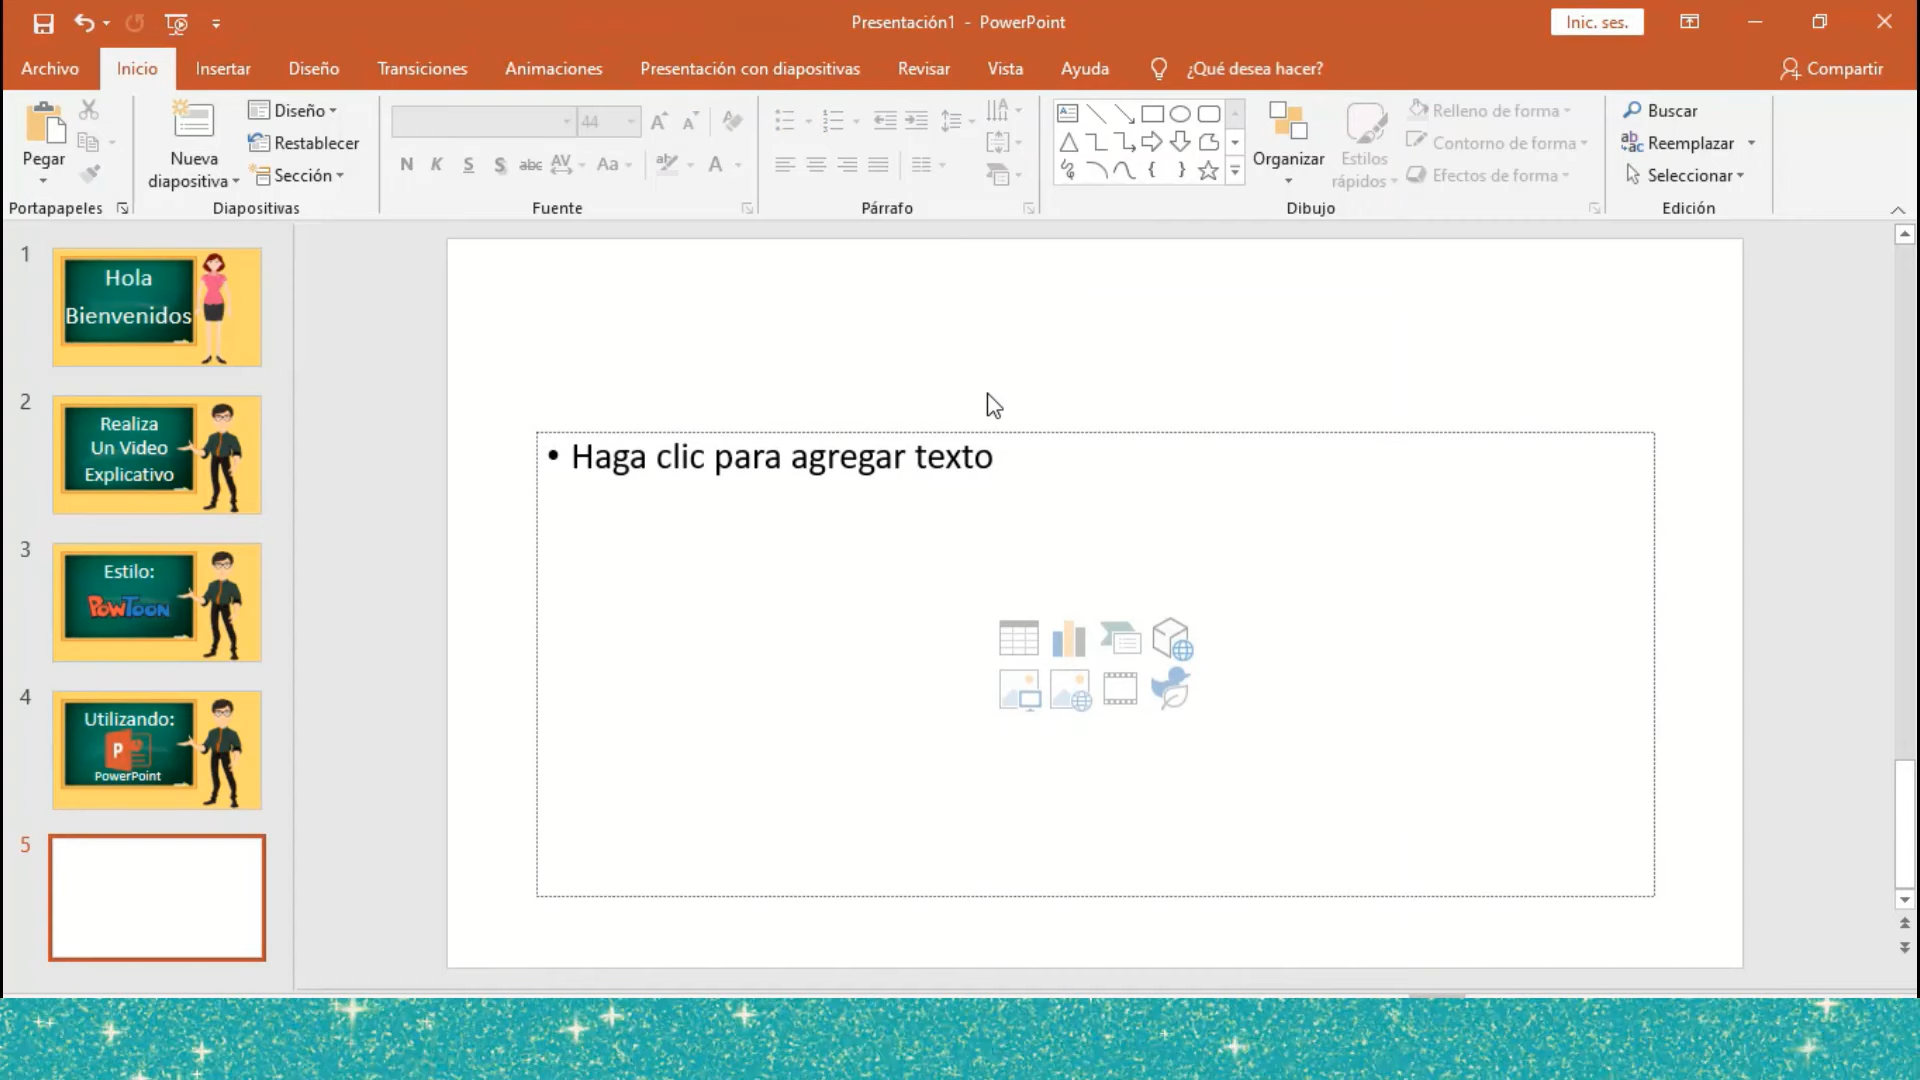 Presentación1 - PowerPoint
Inic. ses.
Archivo Inicio Insertar Diseño Transiciones Animaciones Presentación con diapositivas Revisar Vista Ayuda ¿Qué desea hacer? Compartir
Pegar
Portapapeles
Nueva
diapositiva
Diseño
Restablecer
Sección
Diapositivas
44
N K S S abc AV Aa A
Fuente
Párrafo
Organizar
Estilos
rápidos
Relleno de forma
Contorno de forma
Efectos de forma
Dibujo
Buscar
Reemplazar
Seleccionar
Edición
1
Hola
Bienvenidos
2
Realiza
Un Video
Explicativo
3
Estilo:
PowToon
4
Utilizando:
P
PowerPoint
5
• Haga clic para agregar texto